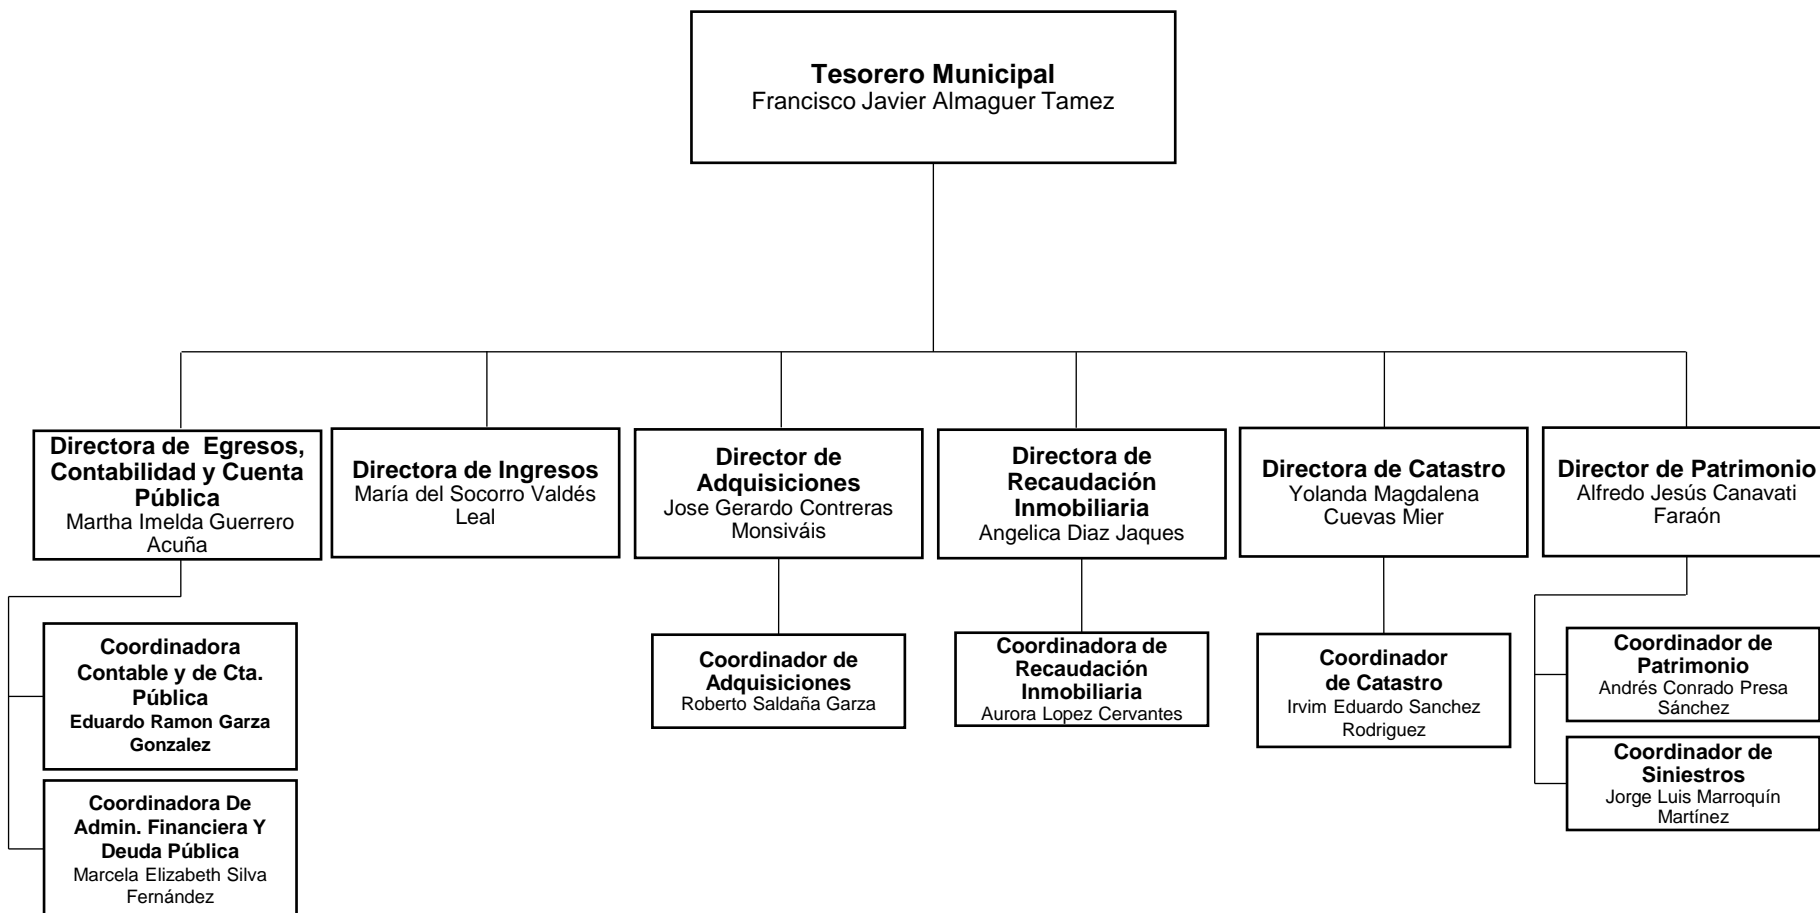 Tesorero Municipal
Francisco Javier Almaguer Tamez
Directora de Egresos,
Contabilidad y Cuenta
Pública
Martha Imelda Guerrero
Acuña
Directora de Ingresos
María del Socorro Valdés
Leal
Director de
Adquisiciones
Jose Gerardo Contreras
Monsiváis
Directora de
Recaudación
Inmobiliaria
Angelica Diaz Jaques
Directora de Catastro
Yolanda Magdalena
Cuevas Mier
Director de Patrimonio
Alfredo Jesús Canavati
Faraón
Coordinadora
Contable y de Cta.
Pública
Eduardo Ramon Garza
Gonzalez
Coordinadora De
Admin. Financiera Y
Deuda Pública
Marcela Elizabeth Silva
Fernández
Coordinador de
Adquisiciones
Roberto Saldaña Garza
Coordinadora de
Recaudación
Inmobiliaria
Aurora Lopez Cervantes
Coordinador
de Catastro
Irvim Eduardo Sanchez
Rodriguez
Coordinador de
Patrimonio
Andrés Conrado Presa
Sánchez
Coordinador de
Siniestros
Jorge Luis Marroquín
Martínez